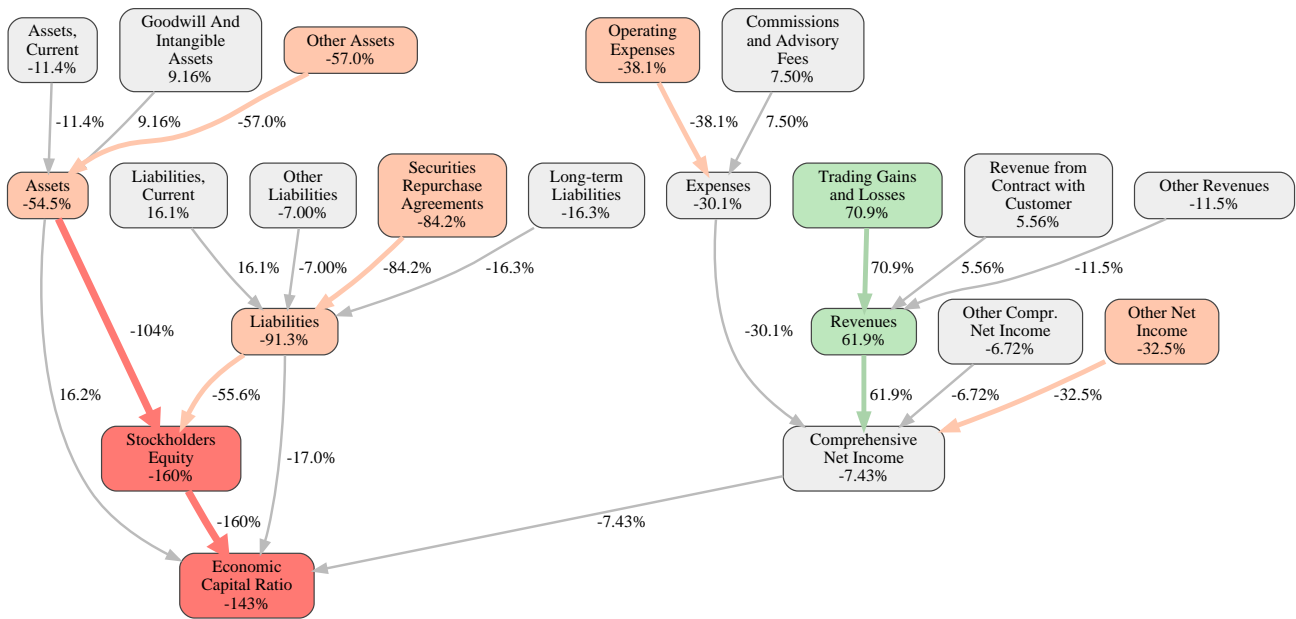 Assets,
Current
-11.4%
Goodwill And
Intangible
Assets
9.16%
Other Assets
-57.0%
Operating
Expenses
-38.1%
Commissions
and Advisory
Fees
7.50%
-11.4%
9.16%
-57.0%
-38.1%
7.50%
Assets
-54.5%
Liabilities,
Current
16.1%
Other
Liabilities
-7.00%
Securities
Repurchase
Agreements
-84.2%
Long-term
Liabilities
-16.3%
Expenses
-30.1%
Trading Gains
and Losses
70.9%
Revenue from
Contract with
Customer
5.56%
Other Revenues
-11.5%
16.1%
-7.00%
-84.2%
-16.3%
70.9%
5.56%
-11.5%
-104%
Liabilities
-91.3%
-30.1%
Revenues
61.9%
Other Compr.
Net Income
-6.72%
Other Net
Income
-32.5%
16.2%
-55.6%
61.9%
-6.72%
-32.5%
Stockholders
Equity
-160%
-17.0%
Comprehensive
Net Income
-7.43%
-160%
-7.43%
Economic
Capital Ratio
-143%